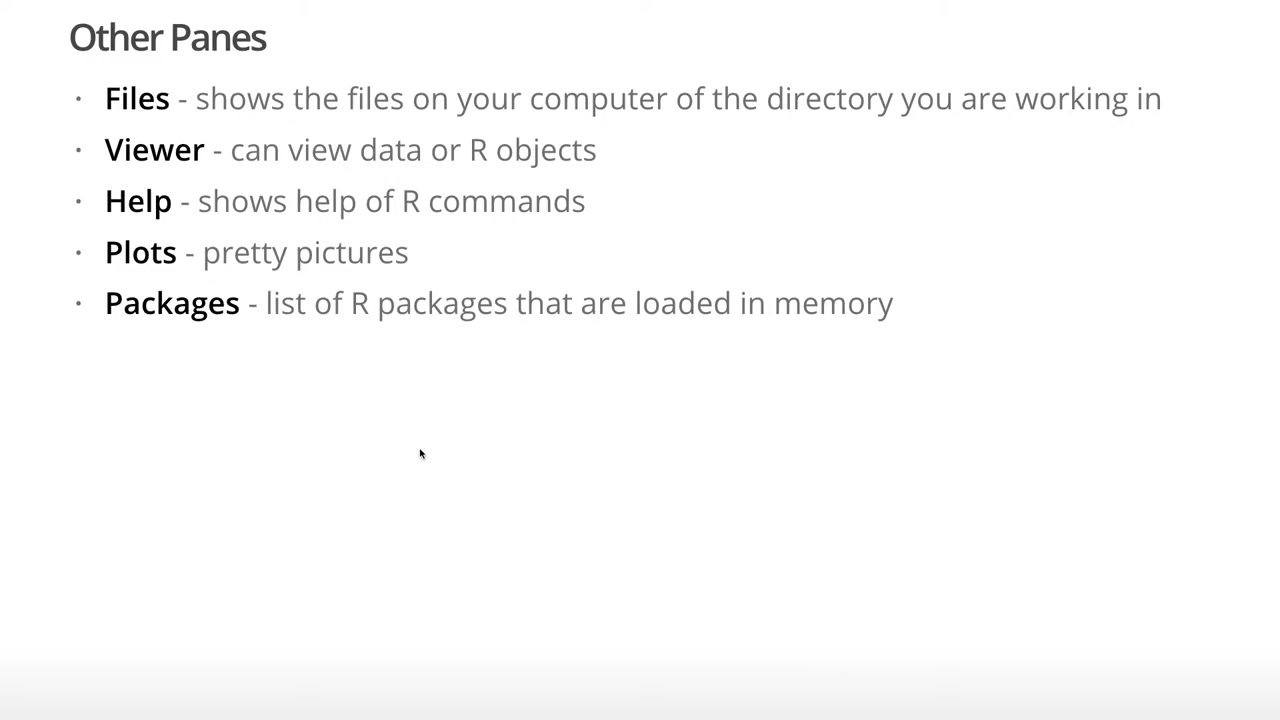 Other Panes
· Files - shows the files on your computer of the directory you are working in
· Viewer - can view data or R objects
· Help - shows help of R commands
· Plots - pretty pictures
· Packages - list of R packages that are loaded in memory